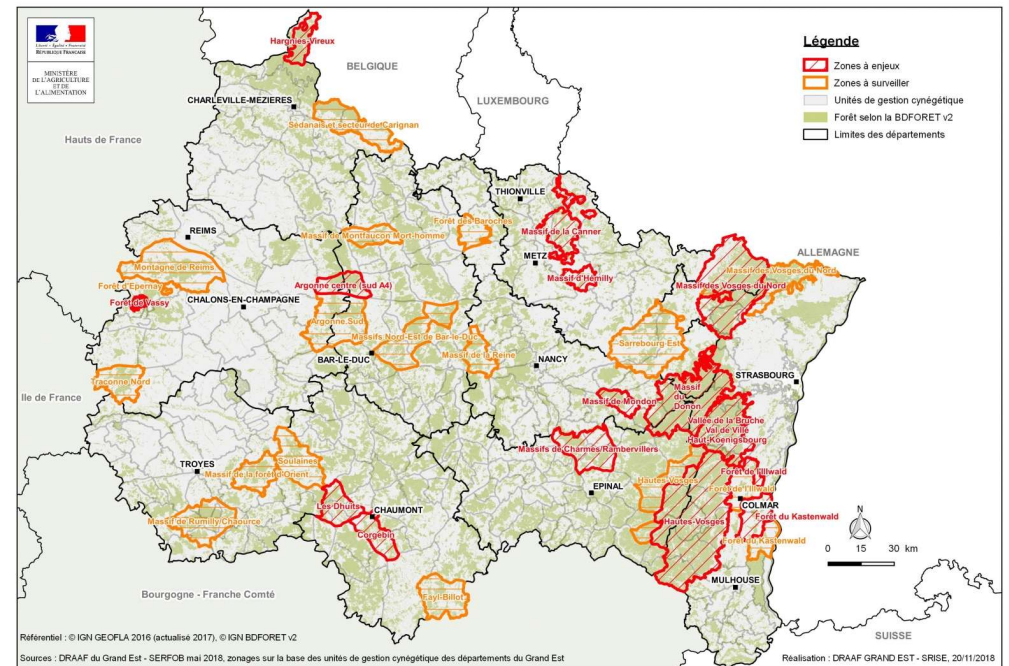 Liberté • Égalité • Fraternité
RÉPUBLIQUE FRANÇAISE
MINISTÈRE
DE L'AGRICULTURE
ET DE
L'ALIMENTATION
Hargnies-Vireux
BELGIQUE
LUXEMBOURG
CHARLEVILLE-MEZIERES
Sedanais et secteur de Carignan
Hauts de France
Légende
Zones à enjeux
Zones à surveiller
Unités de gestion cynégétique
Forêt selon la BDFORET v2
Limites des départements
THIONVILLE
Forêt des Baroches
REIMS
Massif de Montfaucon Mort-homme
Massif de la Canner
METZ
ALLEMAGNE
Montagne de Reims
Massif des Vosges du Nord
Massif d'Hémilly
Forêt d'Epernay
Argonne centre (sud A4)
Massif des Vosges du Nord
Forêt de Vassy
CHALONS-EN-CHAMPAGNE
Argonne Sud
Massifs Nord-Est de Bar-le-Duc
Sarrebourg Est
BAR-LE-DUC
Massif de la Reine
NANCY
STRASBOURG
Traconne Nord
Ile de France
Massif
du
Donon
Massif de Mondon
Vallée de la Bruche
Val de Villé
Haut-Koenigsbourg
Massifs de Charmes/Rambervillers
TROYES
Soulaines
Massif de la forêt d'Orient
Forêt de l'Illwald
Hautes-Vosges
Forêt de l'Illwald
EPINAL
COLMAR
Les Dhuits
CHAUMONT
Massif de Rumilly/Chaource
Hautes-Vosges
Forêt du Kastenwald
Corgebin
Forêt du Kastenwald
N
0 15 30 km
MULHOUSE
Bourgogne - Franche Comté
Fayl-Billot
SUISSE
Référentiel : © IGN GEOFLA 2016 (actualisé 2017), © IGN BDFORET v2
Sources : DRAAF du Grand Est - SERFOB mai 2018, zonages sur la base des unités de gestion cynégétique des départements du Grand Est
Réalisation : DRAAF GRAND EST - SRISE, 20/11/2018